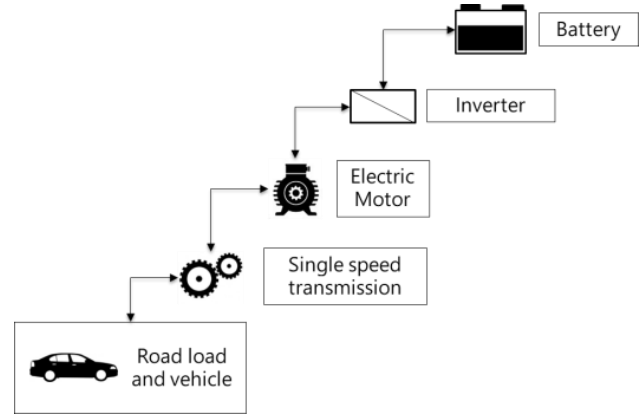 Battery
Inverter
Electric
Motor
Single speed
transmission
Road load
and vehicle